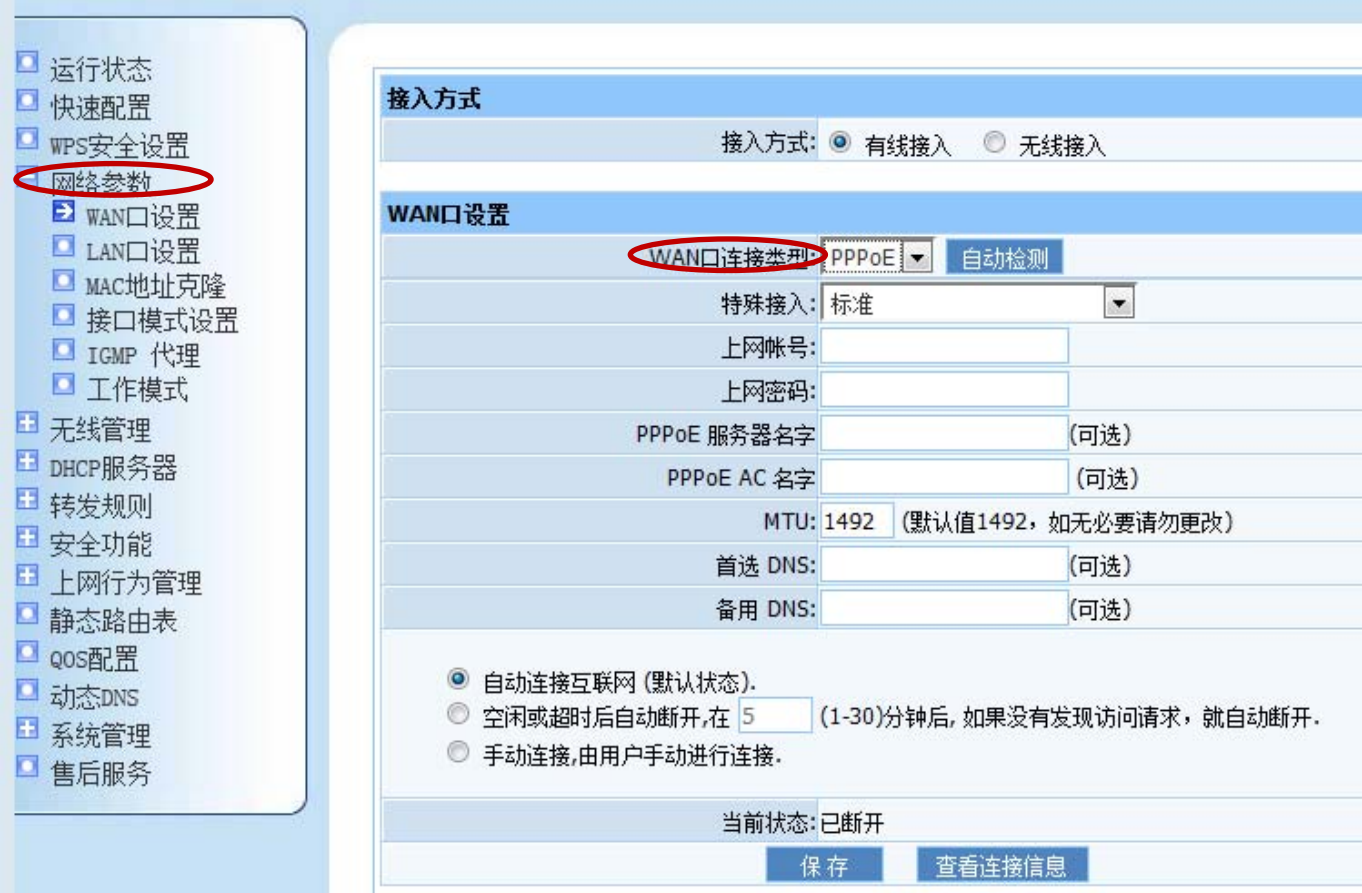 运行状态
快速配置
WPS安全设置
网络参数
WAN口设置
LAN口设置
MAC地址克隆
接口模式设置
IGMP 代理
工作模式
无线管理
DHCP服务器
转发规则
安全功能
上网行为管理
静态路由表
QOS配置
动态DNS
系统管理
售后服务
接入方式
接入方式: 有线接入 无线接入
WAN口设置
WAN口连接类型: PPPoE 自动检测
特殊接入: 标准
上网帐号:
上网密码:
PPPoE 服务器名字 (可选)
PPPoE AC 名字 (可选)
MTU: 1492 (默认值1492，如无必要请勿更改)
首选 DNS: (可选)
备用 DNS: (可选)
自动连接互联网 (默认状态).
空闲或超时后自动断开,在 5 (1-30)分钟后, 如果没有发现访问请求，就自动断开.
手动连接,由用户手动进行连接.
当前状态: 已断开
保 存 查看连接信息